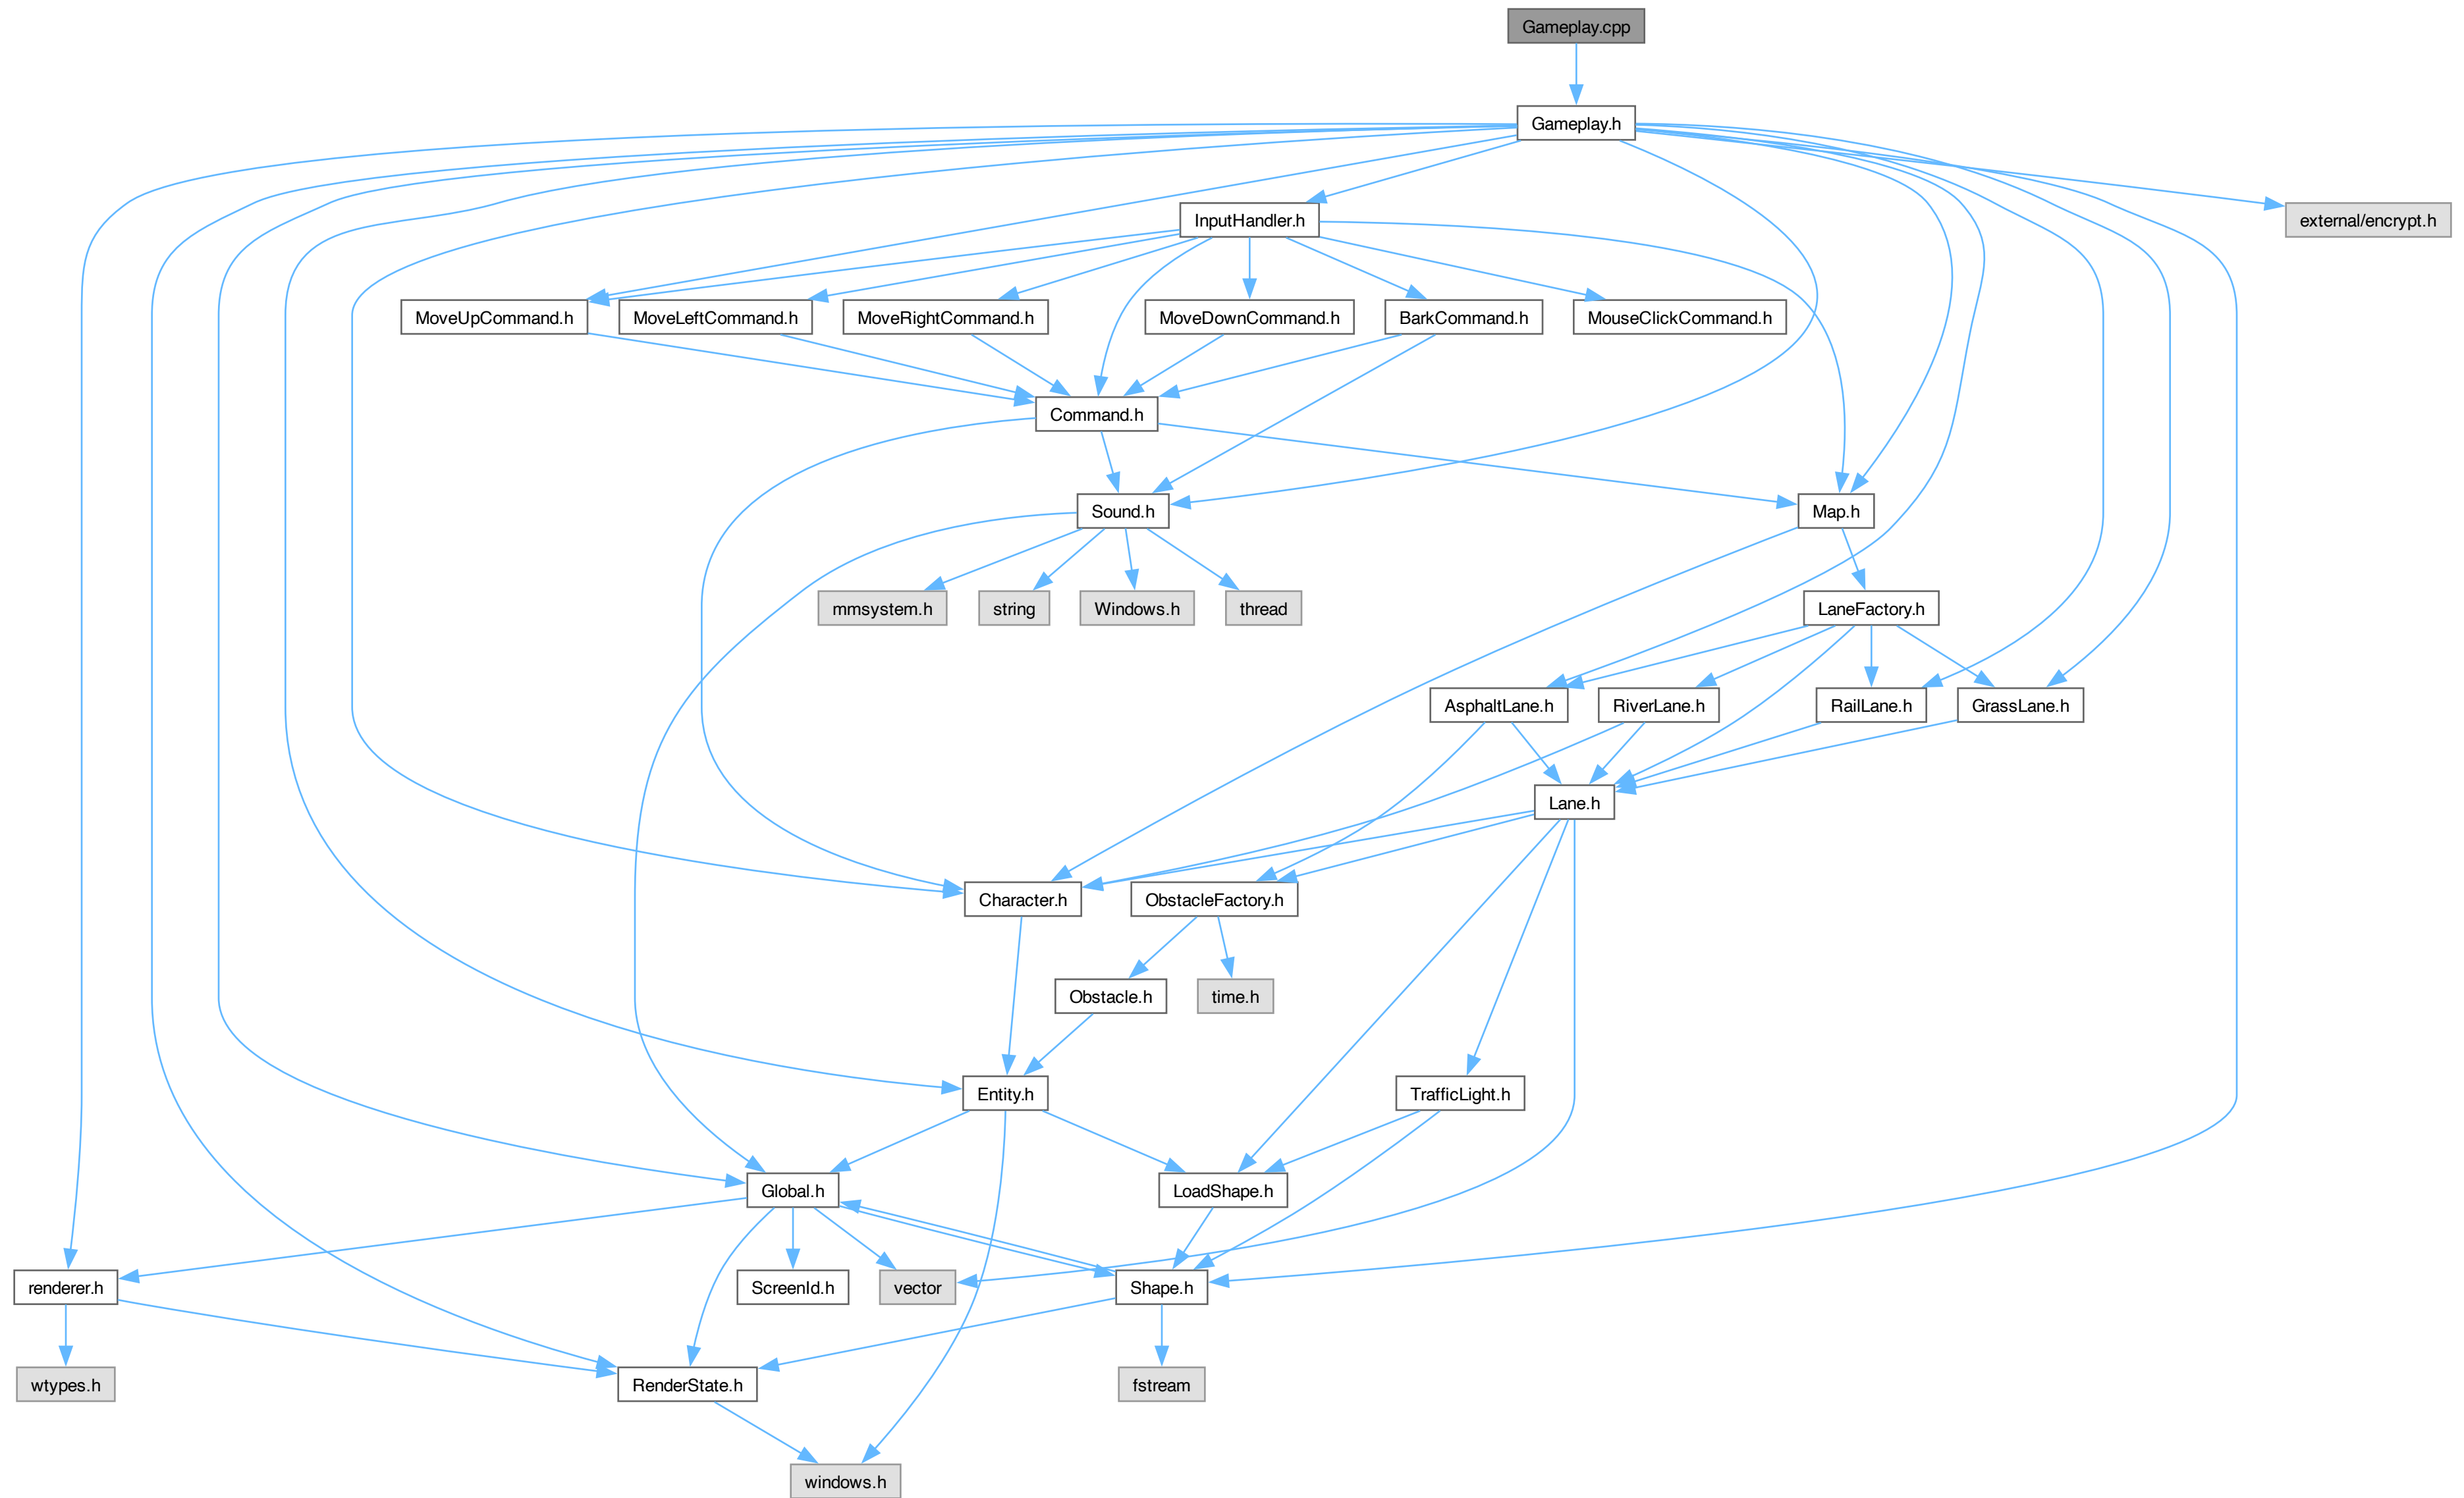 Gameplay.cpp
Gameplay.h
InputHandler.h
external/encrypt.h
MoveUpCommand.h
MoveLeftCommand.h
MoveRightCommand.h
MoveDownCommand.h
BarkCommand.h
MouseClickCommand.h
Command.h
Sound.h
Map.h
mmsystem.h
string
Windows.h
thread
LaneFactory.h
AsphaltLane.h
RiverLane.h
RailLane.h
GrassLane.h
Lane.h
Character.h
ObstacleFactory.h
Obstacle.h
time.h
Entity.h
TrafficLight.h
Global.h
LoadShape.h
renderer.h
ScreenId.h
vector
Shape.h
wtypes.h
RenderState.h
fstream
windows.h